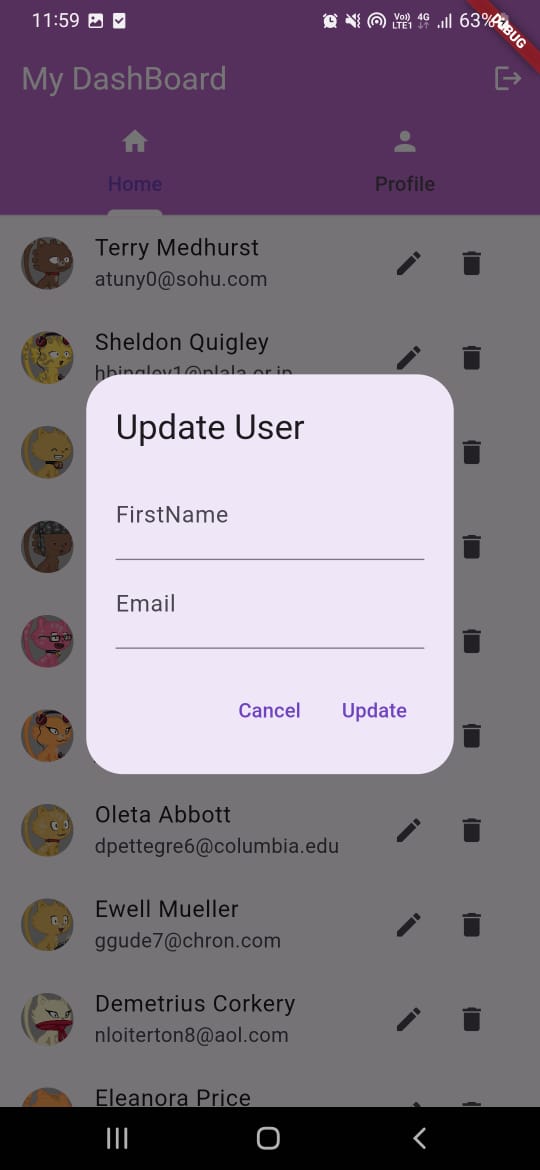 11:59
Vo)) 4G
LTE1
63%
DEBUG
My DashBoard
Home
Profile
Terry Medhurst
atuny0@sohu.com
Sheldon Quigley
hbingley1@plala.or.jp
Update User
FirstName
Email
Cancel Update
Oleta Abbott
dpettegre6@columbia.edu
Ewell Mueller
ggude7@chron.com
Demetrius Corkery
nloiterton8@aol.com
Eleanora Price